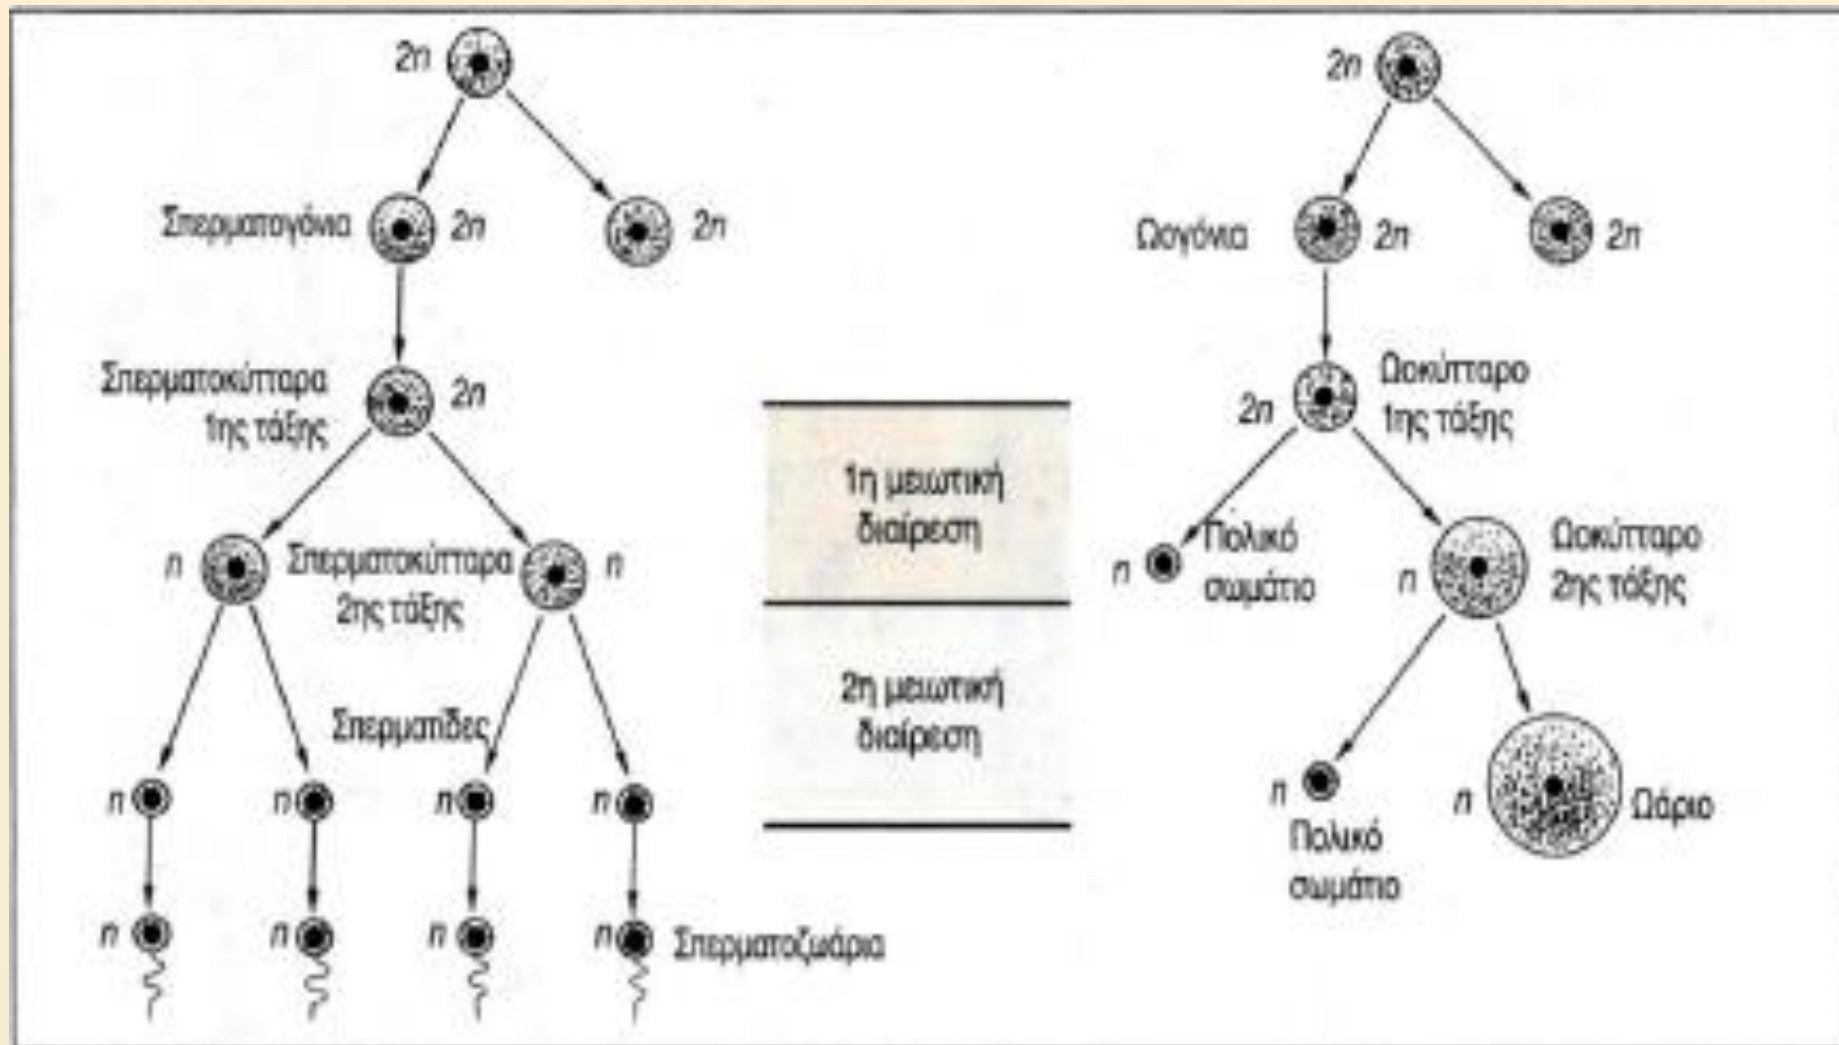 2n
Σπερματογόνια
2n
2n
Σπερματοκύτταρα
1ης τάξης
2n
n
Σπερματοκύτταρα
2ης τάξης
n
Σπερματίδες
n
n
n
n
n
n
n
n
Σπερματοζωάρια
1η μειωτική
διαίρεση
2η μειωτική
διαίρεση
2n
Ωογόνια
2n
2n
2n
Ωοκύτταρο
1ης τάξης
n
Πολικό
σωμάτιο
n
Ωοκύτταρο
2ης τάξης
n
Πολικό
σωμάτιο
n
Ωάριο